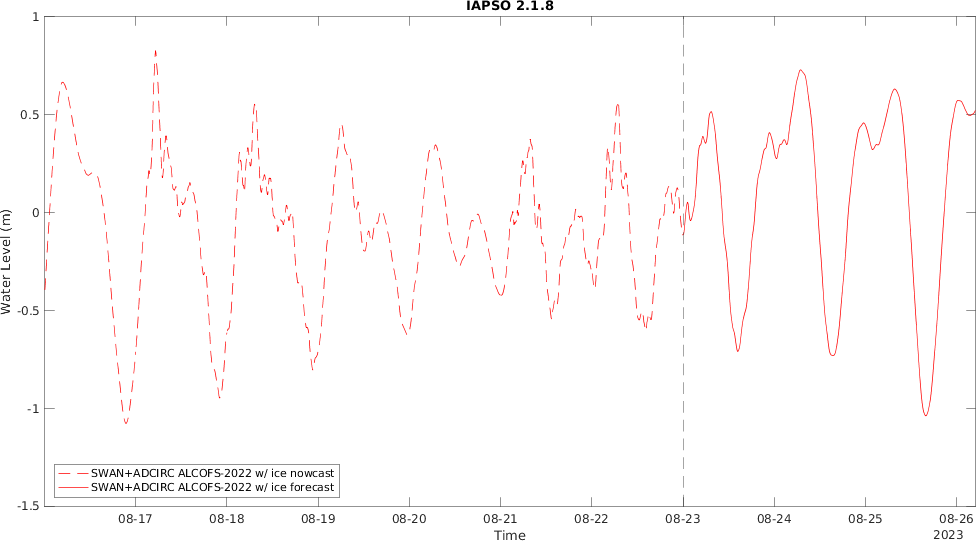 IAPSO 2.1.8
1
0.5
0
-0.5
-1
-1.5
Water Level (m)
SWAN+ADCIRC ALCOFS-2022 w/ ice nowcast
SWAN+ADCIRC ALCOFS-2022 w/ ice forecast
08-17 08-18 08-19 08-20 08-21 08-22 08-23 08-24 08-25 08-26
Time
2023